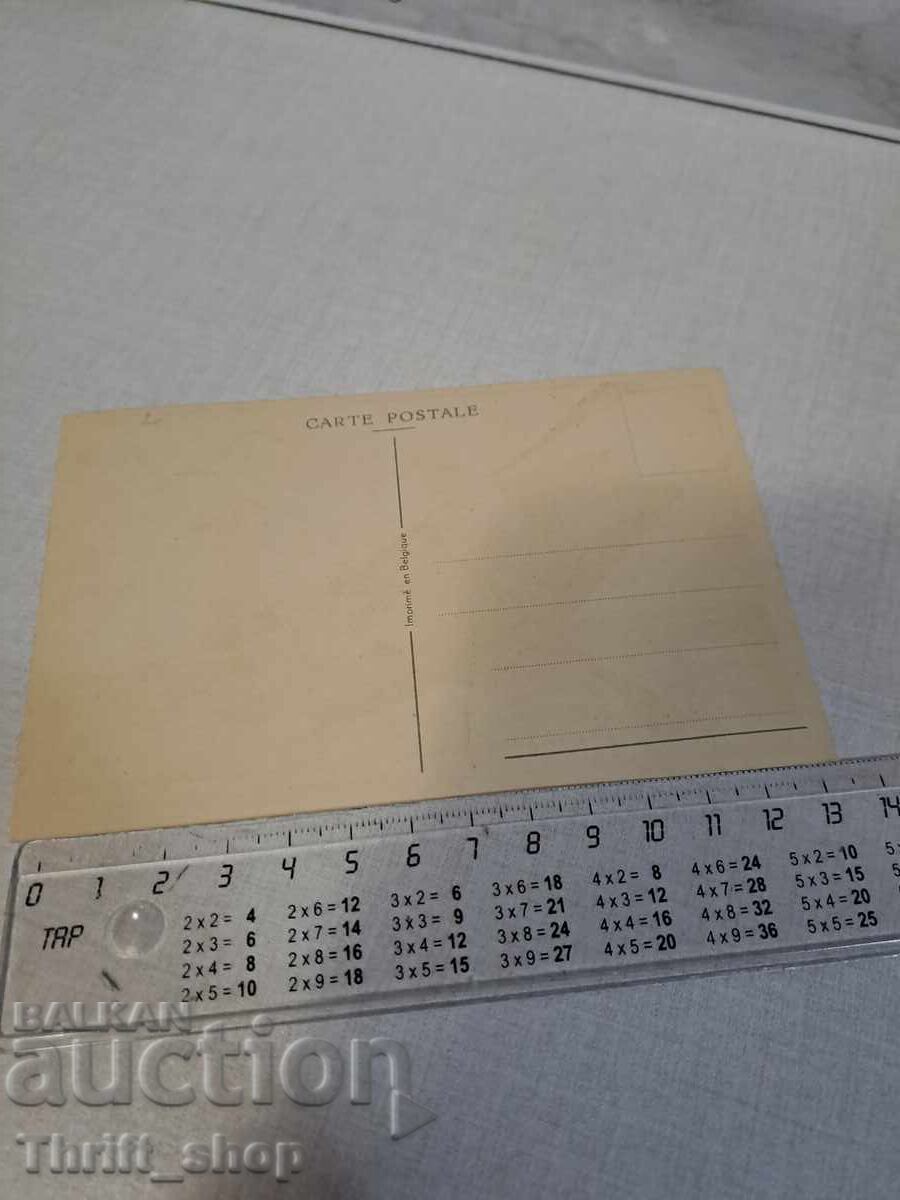 CARTE POSTALE
Imprimé en Belgique
0 1 2 3 4 5 6 7 8 9 10 11 12 13 14
TAP
2 x 2 = 4
2 x 3 = 6
2 x 4 = 8
2 x 5 = 10
2 x 6 = 12
2 x 7 = 14
2 x 8 = 16
2 x 9 = 18
3 x 2 = 6
3 x 3 = 9
3 x 4 = 12
3 x 5 = 15
3 x 6 = 18
3 x 7 = 21
3 x 8 = 24
3 x 9 = 27
4 x 2 = 8
4 x 3 = 12
4 x 4 = 16
4 x 5 = 20
4 x 6 = 24
4 x 7 = 28
4 x 8 = 32
4 x 9 = 36
5 x 2 = 10
5 x 3 = 15
5 x 4 = 20
5 x 5 = 25
BALKAN
auction
Thrift_shop